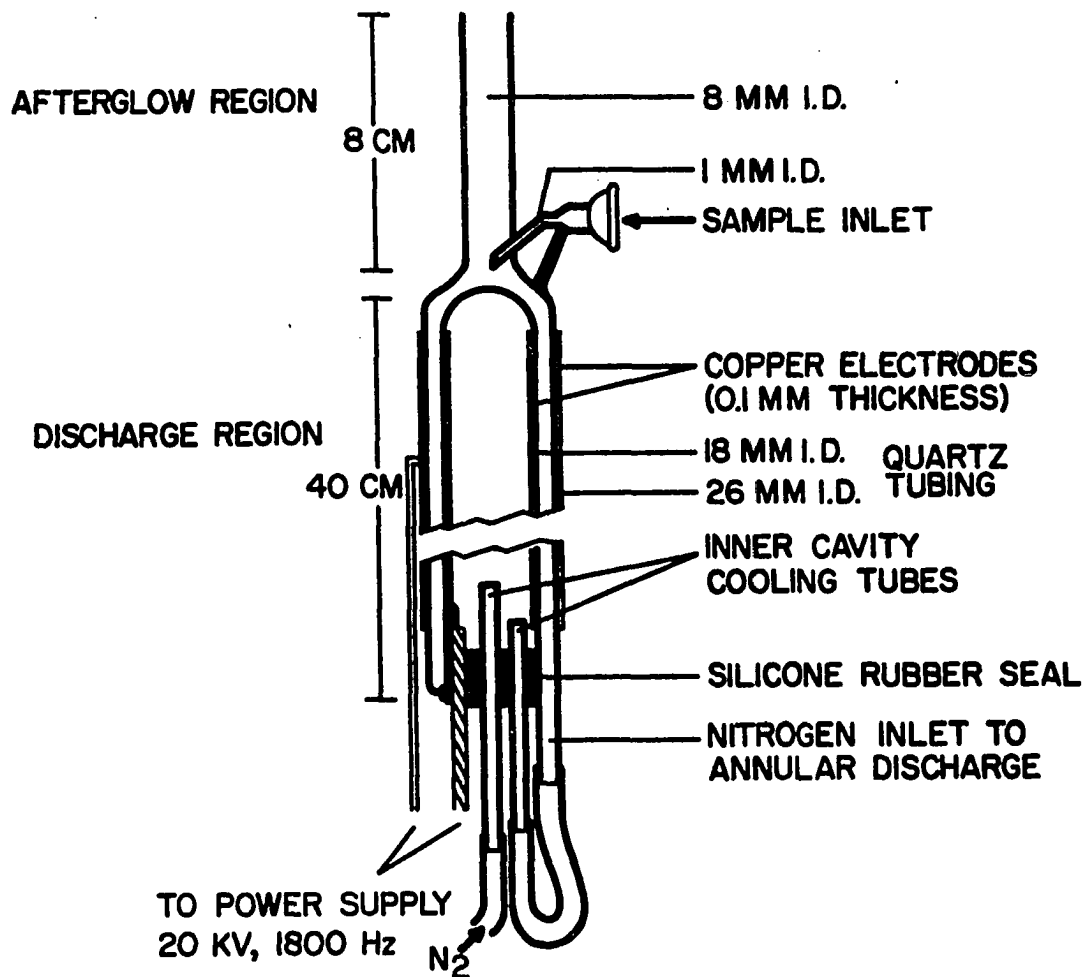 AFTERGLOW REGION
8 CM
8 MM I.D.
1 MM I.D.
SAMPLE INLET
COPPER ELECTRODES
(0.1 MM THICKNESS)
DISCHARGE REGION
40 CM
18 MM I.D.
26 MM I.D.
QUARTZ
TUBING
INNER CAVITY
COOLING TUBES
SILICONE RUBBER SEAL
NITROGEN INLET TO
ANNULAR DISCHARGE
TO POWER SUPPLY
20 KV, 1800 Hz
N2